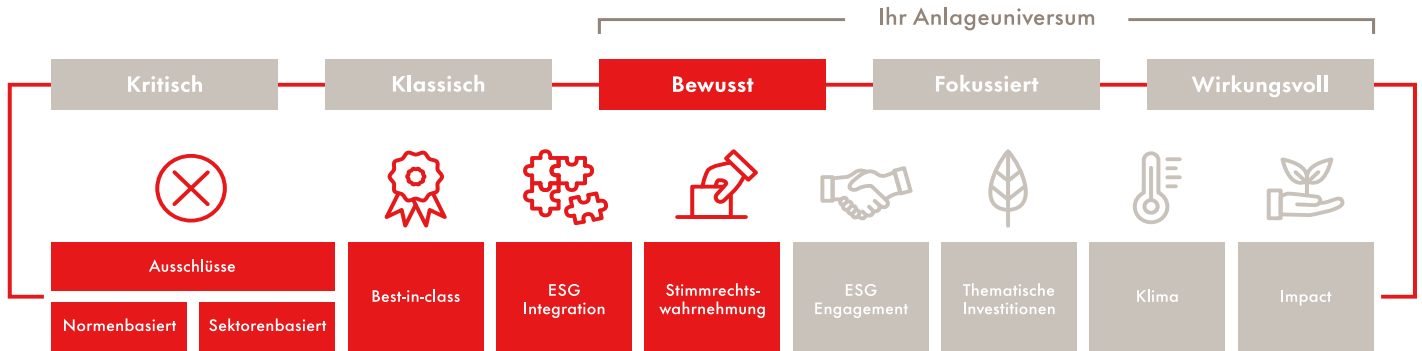 Ihr Anlageuniversum
Kritisch
Klassisch
Bewusst
Fokussiert
Wirkungsvoll
Ausschlüsse
Normenbasiert
Sektorenbasiert
Best-in-class
ESG
Integration
Stimmrechts-
wahrnehmung
ESG
Engagement
Thematische
Investitionen
Klima
Impact